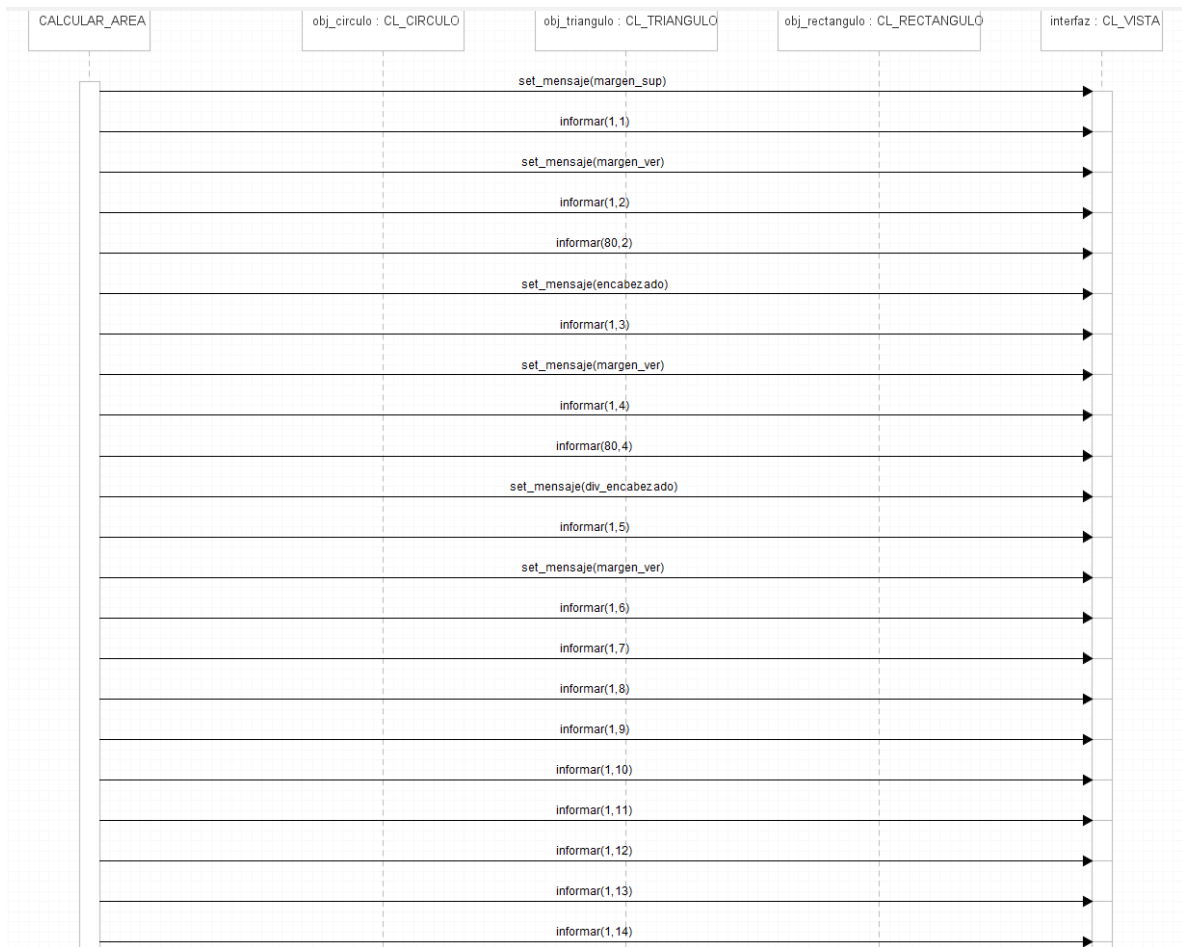 CALCULAR_AREA
obj_circulo : CL_CIRCULO
obj_triangulo : CL_TRIANGULO
obj_rectangulo : CL_RECTANGULO
interfaz : CL_VISTA
set_mensaje(margen_sup)
informar(1,1)
set_mensaje(margen_ver)
informar(1,2)
informar(80,2)
set_mensaje(encabezado)
informar(1,3)
set_mensaje(margen_ver)
informar(1,4)
informar(80,4)
set_mensaje(div_encabezado)
informar(1,5)
set_mensaje(margen_ver)
informar(1,6)
informar(1,7)
informar(1,8)
informar(1,9)
informar(1,10)
informar(1,11)
informar(1,12)
informar(1,13)
informar(1,14)